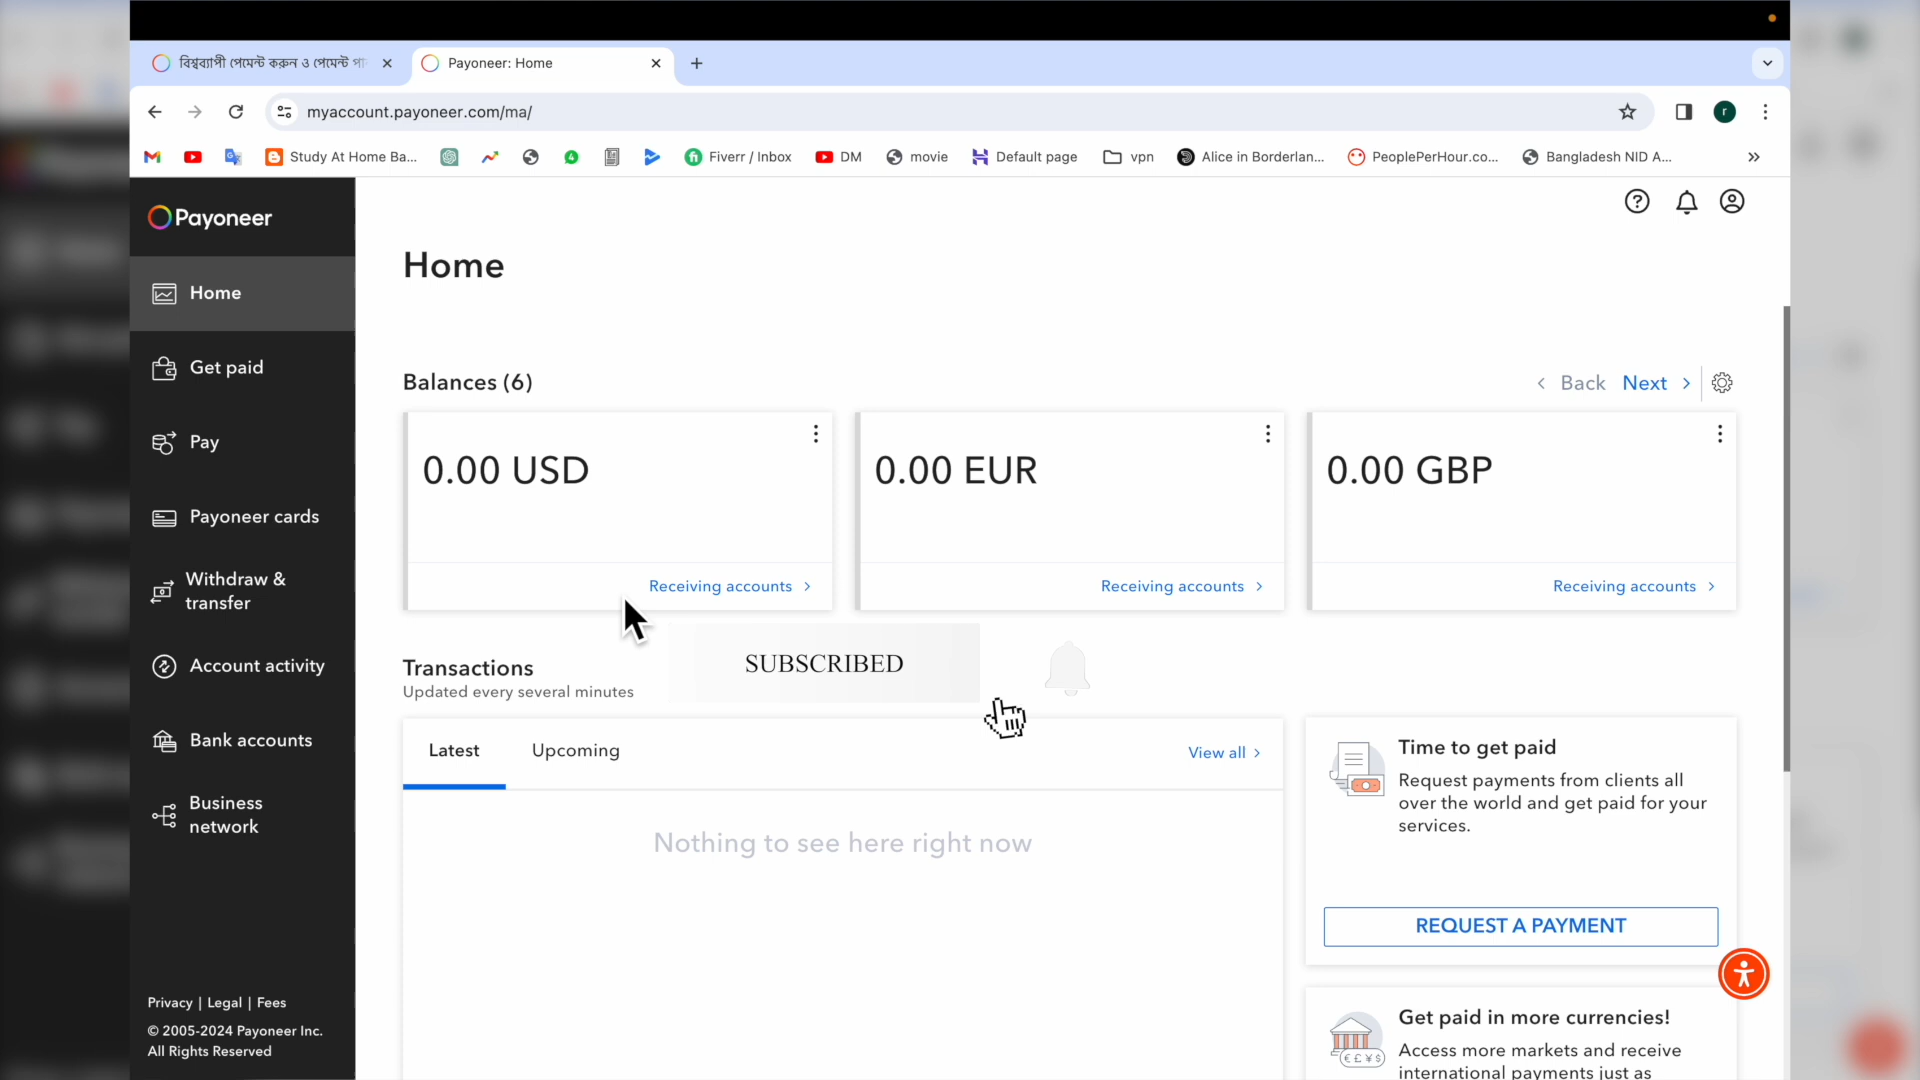 বিশ্বব্যাপী পেমেন্ট করুন ও পেমেন্ট
Payoneer: Home
myaccount.payoneer.com/ma/
r
Study At Home Ba...
Fiverr / Inbox
DM
movie
Default page
vpn
Alice in Borderlan...
PeoplePerHour.co...
Bangladesh NID A...
Payoneer
Home
Get paid
Pay
Payoneer cards
Withdraw &
transfer
Account activity
Bank accounts
Business
network
Privacy | Legal | Fees
© 2005-2024 Payoneer Inc.
All Rights Reserved
Home
Balances (6)
Back Next
0.00 USD
Receiving accounts
0.00 EUR
Receiving accounts
0.00 GBP
Receiving accounts
SUBSCRIBED
Transactions
Updated every several minutes
Latest
Upcoming
View all
Nothing to see here right now
Time to get paid
Request payments from clients all
over the world and get paid for your
services.
REQUEST A PAYMENT
Get paid in more currencies!
Access more markets and receive
international payments just as